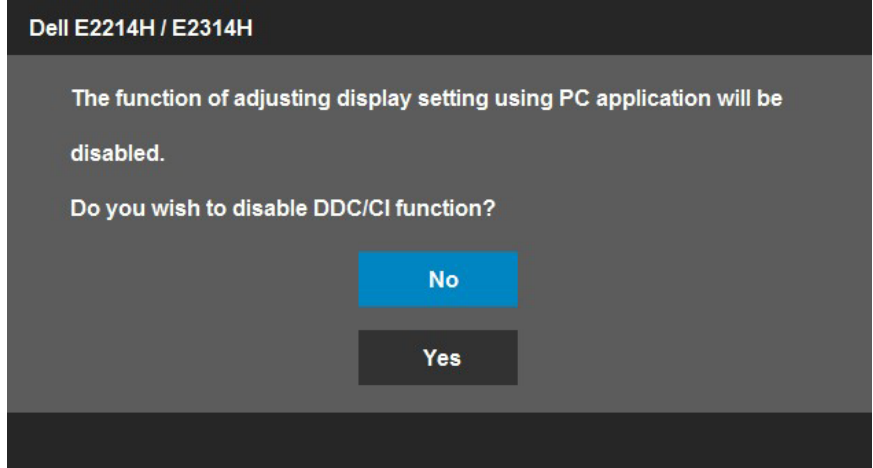 Dell E2214H / E2314H
The function of adjusting display setting using PC application will be
disabled.
Do you wish to disable DDC/CI function?
No
Yes